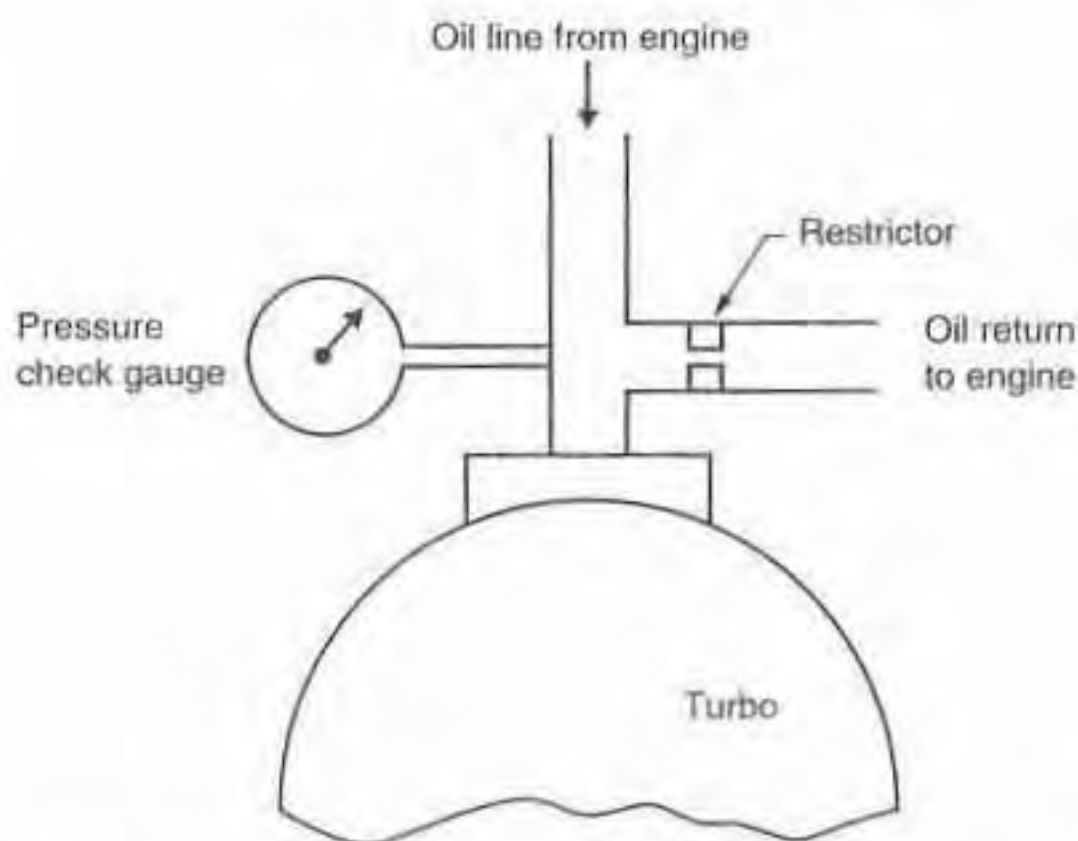 Oil line from engine
Restrictor
Pressure
check gauge
Oil return
to engine
Turbo